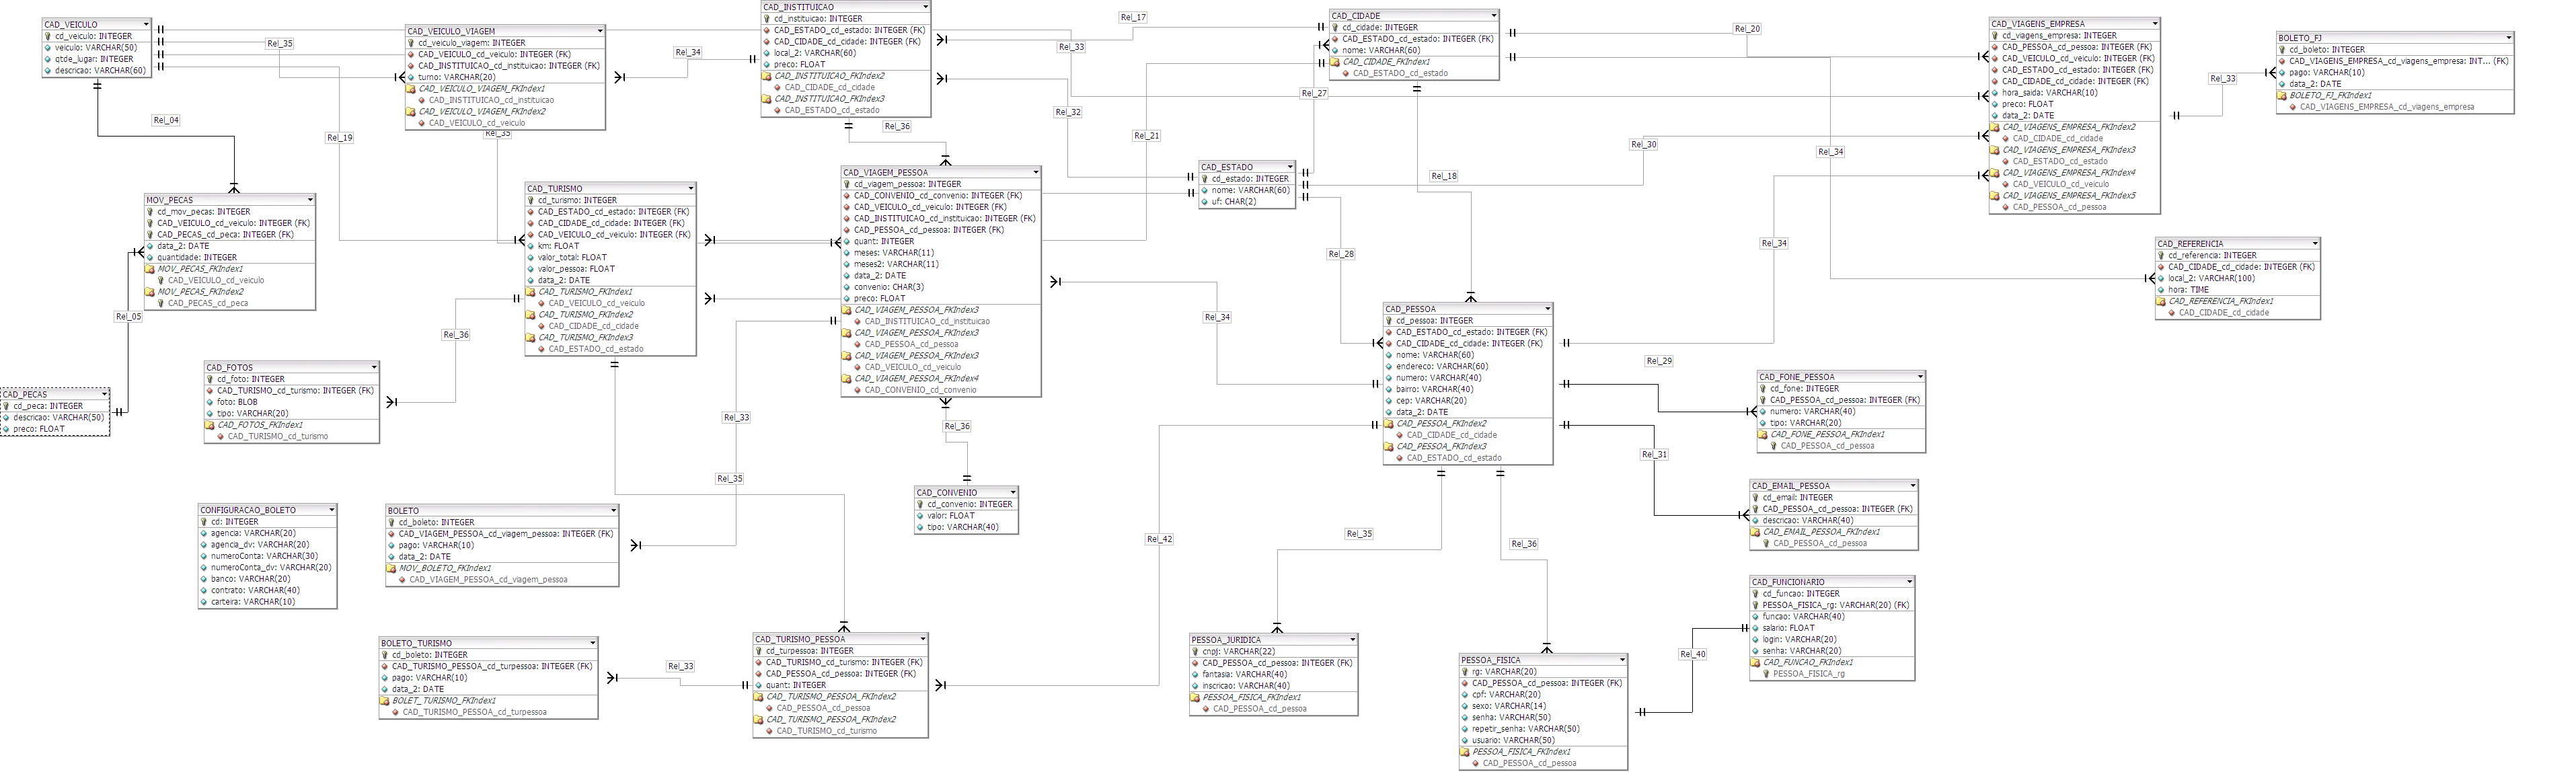 CAD_VEICULO
cd_veiculo: INTEGER
veiculo: VARCHAR(50)
qtde_lugar: INTEGER
descricao: VARCHAR(60)
CAD_VEICULO_VIAGEM
cd_veiculo_viagem: INTEGER
CAD_VEICULO_cd_veiculo: INTEGER (FK)
CAD_INSTITUICAO_cd_instituicao: INTEGER (FK)
turno: VARCHAR(20)
CAD_VEICULO_VIAGEM_FKIndex1
CAD_INSTITUICAO_cd_instituicao
CAD_VEICULO_VIAGEM_FKIndex2
CAD_VEICULO_cd_veiculo
CAD_INSTITUICAO
cd_instituicao: INTEGER
CAD_ESTADO_cd_estado: INTEGER (FK)
CAD_CIDADE_cd_cidade: INTEGER (FK)
local_2: VARCHAR(60)
preco: FLOAT
CAD_INSTITUICAO_FKIndex2
CAD_CIDADE_cd_cidade
CAD_INSTITUICAO_FKIndex3
CAD_ESTADO_cd_estado
CAD_CIDADE
cd_cidade: INTEGER
CAD_ESTADO_cd_estado: INTEGER (FK)
nome: VARCHAR(60)
CAD_CIDADE_FKIndex1
CAD_ESTADO_cd_estado
CAD_VIAGENS_EMPRESA
cd_viagens_empresa: INTEGER
CAD_PESSOA_cd_pessoa: INTEGER (FK)
CAD_VEICULO_cd_veiculo: INTEGER (FK)
CAD_ESTADO_cd_estado: INTEGER (FK)
CAD_CIDADE_cd_cidade: INTEGER (FK)
hora_saida: VARCHAR(10)
preco: FLOAT
data_2: DATE
CAD_VIAGENS_EMPRESA_FKIndex2
CAD_CIDADE_cd_cidade
CAD_VIAGENS_EMPRESA_FKIndex3
CAD_ESTADO_cd_estado
CAD_VIAGENS_EMPRESA_FKIndex4
CAD_VEICULO_cd_veiculo
CAD_VIAGENS_EMPRESA_FKIndex5
CAD_PESSOA_cd_pessoa
BOLETO_FJ
cd_boleto: INTEGER
CAD_VIAGENS_EMPRESA_cd_viagens_empresa: INT... (FK)
pago: VARCHAR(10)
data_2: DATE
BOLETO_FJ_FKIndex1
CAD_VIAGENS_EMPRESA_cd_viagens_empresa
Rel_35
Rel_34
Rel_17
Rel_33
Rel_20
Rel_33
Rel_27
Rel_32
Rel_04
Rel_19
Rel_35
Rel_36
Rel_21
Rel_30
Rel_34
Rel_18
MOV_PECAS
cd_mov_pecas: INTEGER
CAD_VEICULO_cd_veiculo: INTEGER (FK)
CAD_PECAS_cd_peca: INTEGER (FK)
data_2: DATE
quantidade: INTEGER
MOV_PECAS_FKIndex1
CAD_VEICULO_cd_veiculo
MOV_PECAS_FKIndex2
CAD_PECAS_cd_peca
CAD_TURISMO
cd_turismo: INTEGER
CAD_ESTADO_cd_estado: INTEGER (FK)
CAD_CIDADE_cd_cidade: INTEGER (FK)
CAD_VEICULO_cd_veiculo: INTEGER (FK)
km: FLOAT
valor_total: FLOAT
valor_pessoa: FLOAT
data_2: DATE
CAD_TURISMO_FKIndex1
CAD_VEICULO_cd_veiculo
CAD_TURISMO_FKIndex2
CAD_CIDADE_cd_cidade
CAD_TURISMO_FKIndex3
CAD_ESTADO_cd_estado
CAD_VIAGEM_PESSOA
cd_viagem_pessoa: INTEGER
CAD_CONVENIO_cd_convenio: INTEGER (FK)
CAD_VEICULO_cd_veiculo: INTEGER (FK)
CAD_INSTITUICAO_cd_instituicao: INTEGER (FK)
CAD_PESSOA_cd_pessoa: INTEGER (FK)
quant: INTEGER
meses: VARCHAR(11)
meses2: VARCHAR(11)
data_2: DATE
convenio: CHAR(3)
preco: FLOAT
CAD_VIAGEM_PESSOA_FKIndex3
CAD_INSTITUICAO_cd_instituicao
CAD_VIAGEM_PESSOA_FKIndex3
CAD_PESSOA_cd_pessoa
CAD_VIAGEM_PESSOA_FKIndex3
CAD_VEICULO_cd_veiculo
CAD_VIAGEM_PESSOA_FKIndex4
CAD_CONVENIO_cd_convenio
CAD_ESTADO
cd_estado: INTEGER
nome: VARCHAR(60)
uf: CHAR(2)
Rel_28
Rel_34
CAD_REFERENCIA
cd_referencia: INTEGER
CAD_CIDADE_cd_cidade: INTEGER (FK)
local_2: VARCHAR(100)
hora: TIME
CAD_REFERENCIA_FKIndex1
CAD_CIDADE_cd_cidade
Rel_05
Rel_36
Rel_34
CAD_PESSOA
cd_pessoa: INTEGER
CAD_ESTADO_cd_estado: INTEGER (FK)
CAD_CIDADE_cd_cidade: INTEGER (FK)
nome: VARCHAR(60)
endereco: VARCHAR(60)
numero: VARCHAR(40)
bairro: VARCHAR(40)
cep: VARCHAR(20)
data_2: DATE
CAD_PESSOA_FKIndex2
CAD_CIDADE_cd_cidade
CAD_PESSOA_FKIndex3
CAD_ESTADO_cd_estado
Rel_29
CAD_FONE_PESSOA
cd_fone: INTEGER
CAD_PESSOA_cd_pessoa: INTEGER (FK)
numero: VARCHAR(40)
tipo: VARCHAR(20)
CAD_FONE_PESSOA_FKIndex1
CAD_PESSOA_cd_pessoa
CAD_PECAS
cd_peca: INTEGER
descricao: VARCHAR(50)
preco: FLOAT
CAD_FOTOS
cd_foto: INTEGER
CAD_TURISMO_cd_turismo: INTEGER (FK)
foto: BLOB
tipo: VARCHAR(20)
CAD_FOTOS_FKIndex1
CAD_TURISMO_cd_turismo
Rel_33
Rel_36
Rel_31
Rel_35
CAD_CONVENIO
cd_convenio: INTEGER
valor: FLOAT
tipo: VARCHAR(40)
CAD_EMAIL_PESSOA
cd_email: INTEGER
CAD_PESSOA_cd_pessoa: INTEGER (FK)
descricao: VARCHAR(40)
CAD_EMAIL_PESSOA_FKIndex1
CAD_PESSOA_cd_pessoa
CONFIGURACAO_BOLETO
cd: INTEGER
agencia: VARCHAR(20)
agencia_dv: VARCHAR(20)
numeroConta: VARCHAR(30)
numeroConta_dv: VARCHAR(20)
banco: VARCHAR(20)
contrato: VARCHAR(40)
carteira: VARCHAR(10)
BOLETO
cd_boleto: INTEGER
CAD_VIAGEM_PESSOA_cd_viagem_pessoa: INTEGER (FK)
pago: VARCHAR(10)
data_2: DATE
MOV_BOLETO_FKIndex1
CAD_VIAGEM_PESSOA_cd_viagem_pessoa
Rel_42
Rel_35
Rel_36
CAD_FUNCIONARIO
cd_funcao: INTEGER
PESSOA_FISICA_rg: VARCHAR(20) (FK)
funcao: VARCHAR(40)
salario: FLOAT
login: VARCHAR(20)
senha: VARCHAR(20)
CAD_FUNCAO_FKIndex1
PESSOA_FISICA_rg
BOLETO_TURISMO
cd_boleto: INTEGER
CAD_TURISMO_PESSOA_cd_turpessoa: INTEGER (FK)
pago: VARCHAR(10)
data_2: DATE
BOLET_TURISMO_FKIndex1
CAD_TURISMO_PESSOA_cd_turpessoa
Rel_33
CAD_TURISMO_PESSOA
cd_turpessoa: INTEGER
CAD_TURISMO_cd_turismo: INTEGER (FK)
CAD_PESSOA_cd_pessoa: INTEGER (FK)
quant: INTEGER
CAD_TURISMO_PESSOA_FKIndex2
CAD_PESSOA_cd_pessoa
CAD_TURISMO_PESSOA_FKIndex2
CAD_TURISMO_cd_turismo
PESSOA_JURIDICA
cnpj: VARCHAR(22)
CAD_PESSOA_cd_pessoa: INTEGER (FK)
fantasia: VARCHAR(40)
inscricao: VARCHAR(40)
PESSOA_FISICA_FKIndex1
CAD_PESSOA_cd_pessoa
PESSOA_FISICA
rg: VARCHAR(20)
CAD_PESSOA_cd_pessoa: INTEGER (FK)
cpf: VARCHAR(20)
sexo: VARCHAR(14)
senha: VARCHAR(50)
repetir_senha: VARCHAR(50)
usuario: VARCHAR(50)
PESSOA_FISICA_FKIndex1
CAD_PESSOA_cd_pessoa
Rel_40